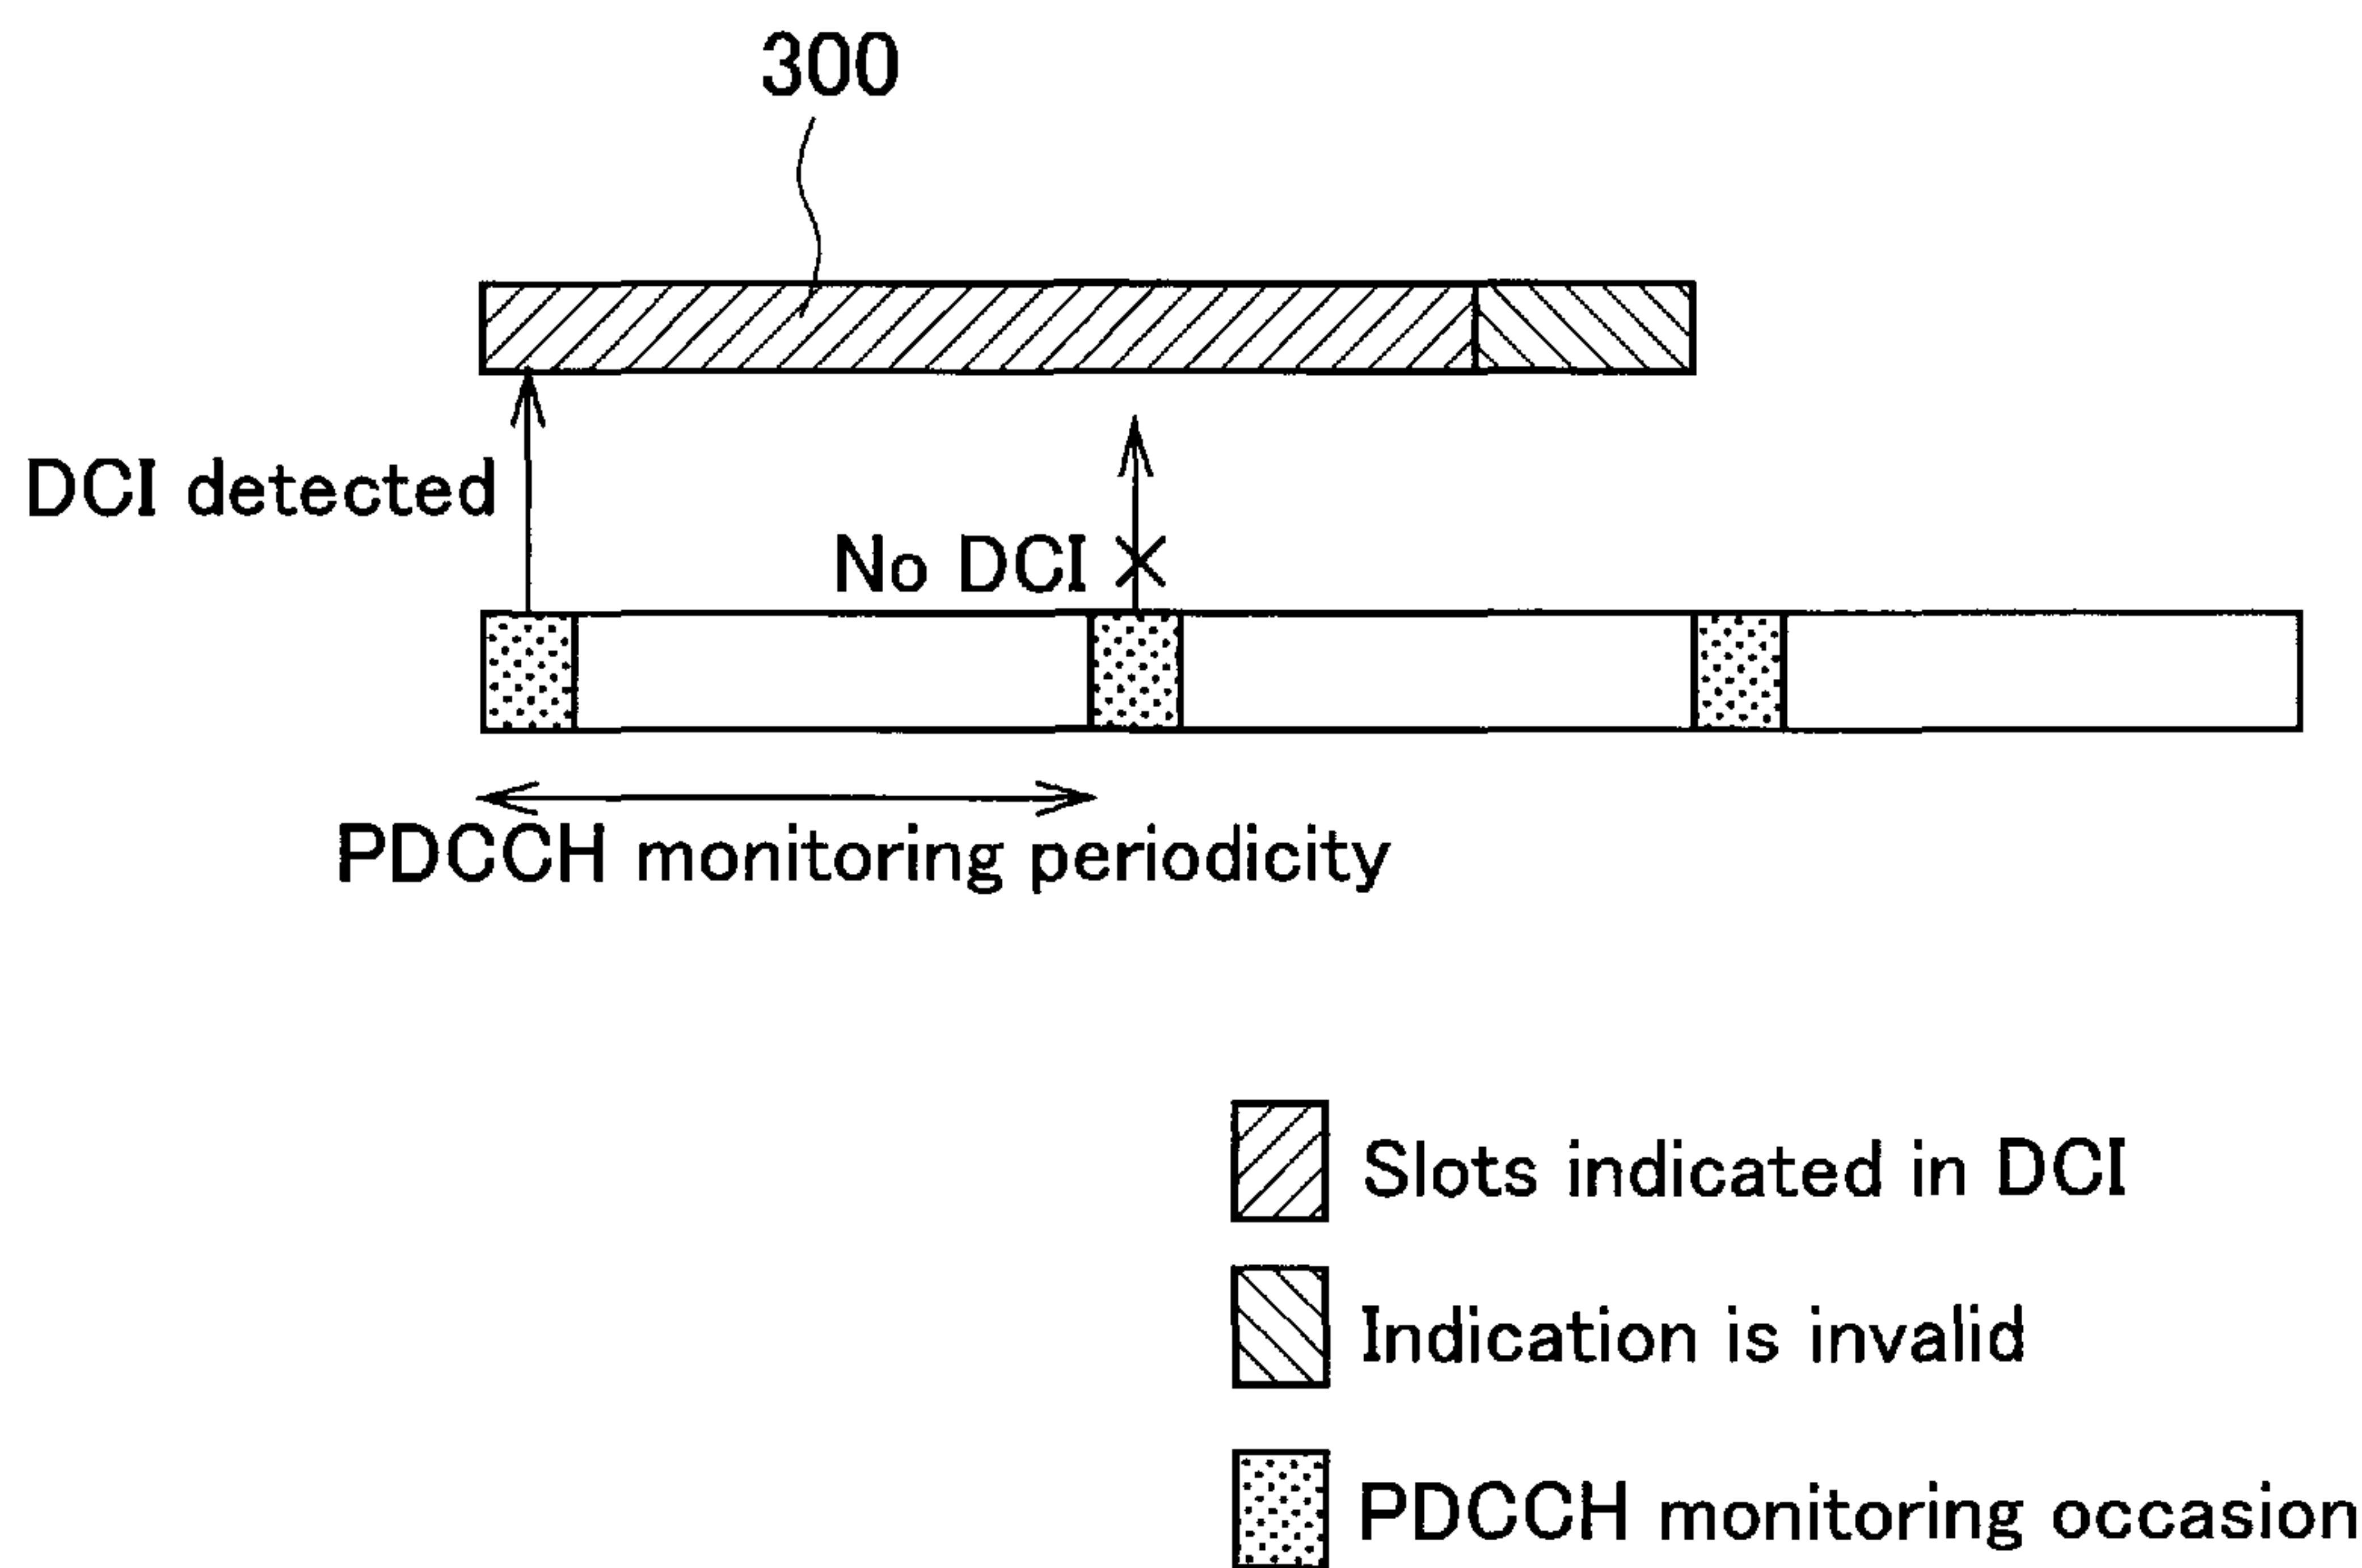 300
DCI detected
No DCI
PDCCH monitoring periodicity
Slots indicated in DCI
Indication is invalid
PDCCH monitoring occasion